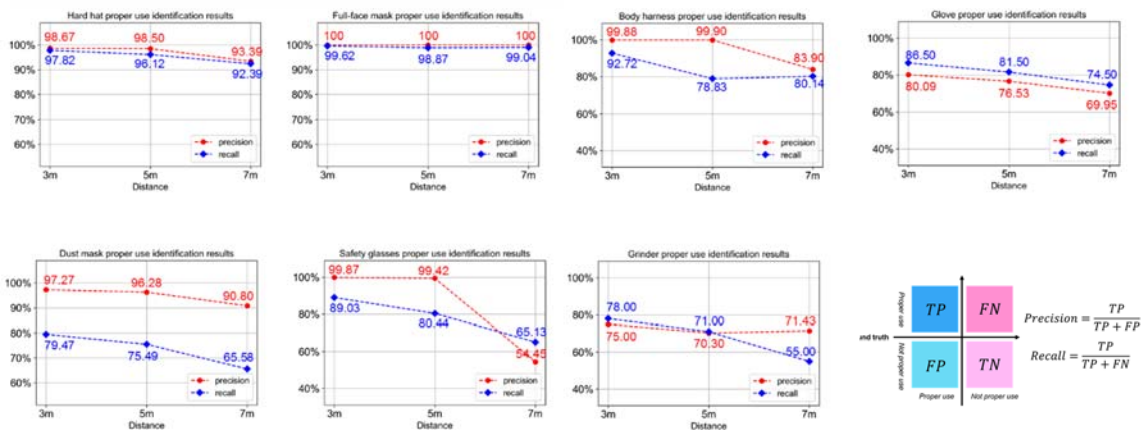 Hard hat proper use identification results
100%
90%
80%
70%
60%
98.67
98.50
93.39
97.82
96.12
92.39
precision
recall
3m
5m
7m
Distance
Full-face mask proper use identification results
100%
90%
80%
70%
60%
100
100
100
99.62
98.87
99.04
precision
recall
3m
5m
7m
Distance
Body harness proper use identification results
100%
80%
60%
40%
99.88
99.90
83.90
92.72
78.83
80.14
precision
recall
3m
5m
7m
Distance
Glove proper use identification results
100%
80%
60%
40%
86.50
81.50
74.50
80.09
76.53
69.95
precision
recall
3m
5m
7m
Distance
Dust mask proper use identification results
100%
90%
80%
70%
60%
97.27
96.28
90.80
79.47
75.49
65.58
precision
recall
3m
5m
7m
Distance
Safety glasses proper use identification results
100%
80%
60%
40%
99.87
99.42
65.13
89.03
80.44
54.45
precision
recall
3m
5m
7m
Distance
Grinder proper use identification results
100%
80%
60%
40%
78.00
71.00
71.43
75.00
70.30
55.00
precision
recall
3m
5m
7m
Distance
Proper use
TP
FN
nd truth
Not proper use
FP
TN
Proper use
Not proper use
Precision = TP / TP + FP
Recall = TP / TP + FN